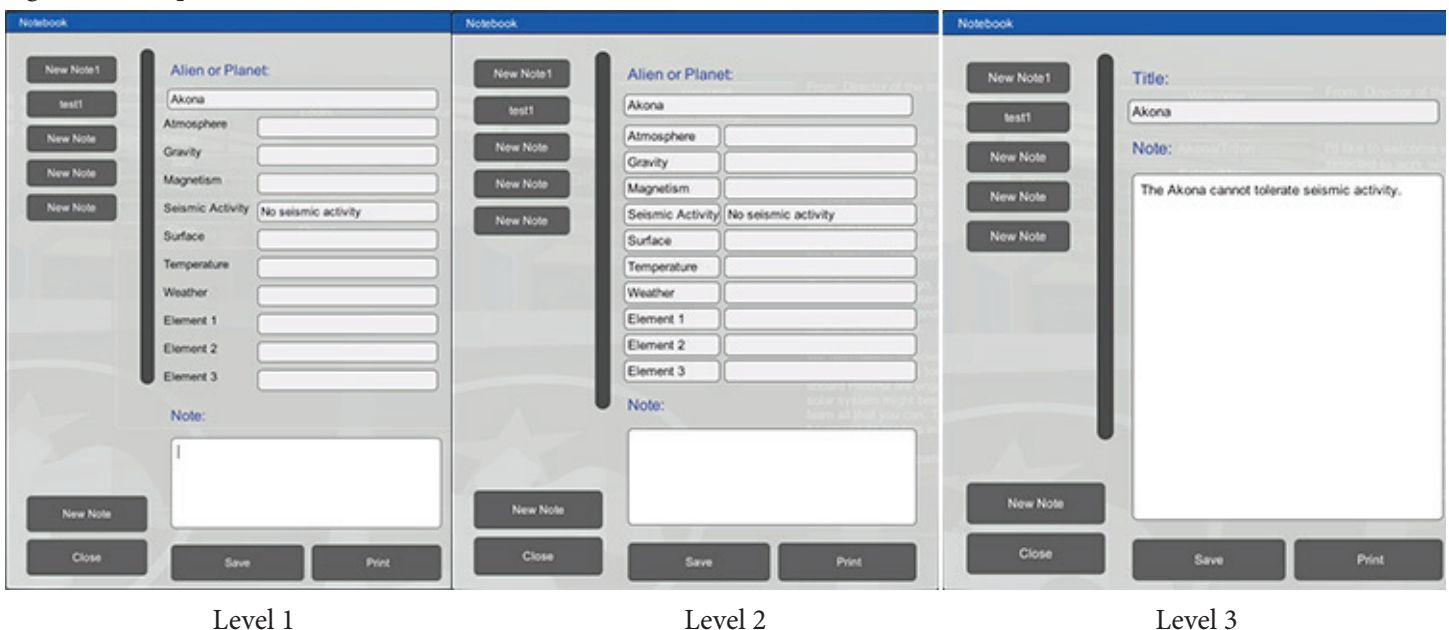 Notebook
New Note1
test1
New Note
New Note
New Note
Alien or Planet:
Akona
Atmosphere
Gravity
Magnetism
Seismic Activity No seismic activity
Surface
Temperature
Weather
Element 1
Element 2
Element 3
Note:
New Note
Close
Save Print
Level 1
Notebook
New Note1
test1
New Note
New Note
New Note
Alien or Planet:
Akona
Atmosphere
Gravity
Magnetism
Seismic Activity No seismic activity
Surface
Temperature
Weather
Element 1
Element 2
Element 3
Note:
New Note
Close
Save Print
Level 2
Notebook
New Note1
test1
New Note
New Note
New Note
Title:
Akona
Note:
The Akona cannot tolerate seismic activity.
New Note
Close
Save Print
Level 3